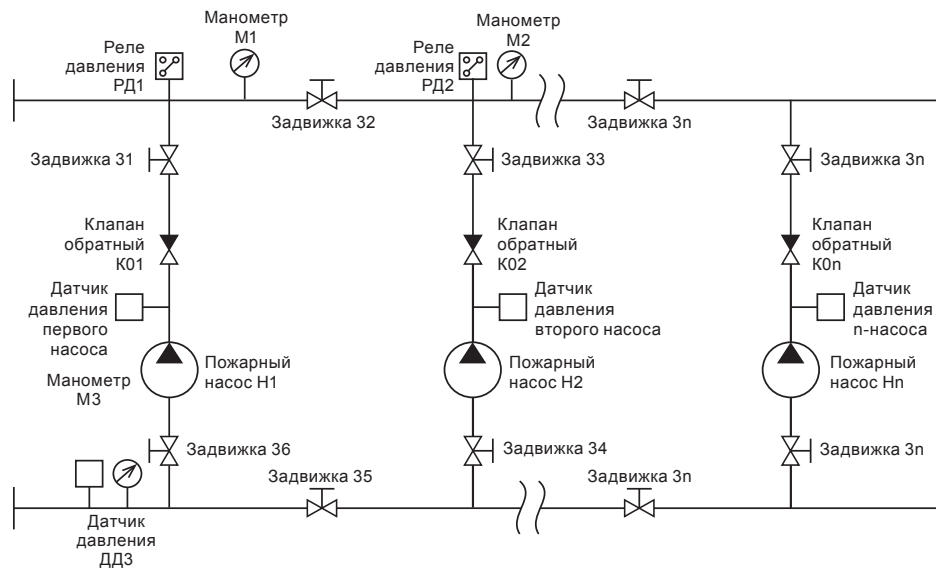 Манометр
М1
Манометр
М2
Реле
давления
РД1
Реле
давления
РД2
Задвижка 32
Задвижка 3n
Задвижка 31
Задвижка 33
Задвижка 3n
Клапан
обратный
К01
Клапан
обратный
К02
Клапан
обратный
К0n
Датчик
давления
первого
насоса
Датчик
давления
второго насоса
Датчик
давления
n-насоса
Пожарный
насос Н1
Пожарный
насос Н2
Пожарный
насос Нn
Манометр
М3
Задвижка 36
Задвижка 34
Задвижка 3n
Задвижка 35
Задвижка 3n
Датчик
давления
ДД3